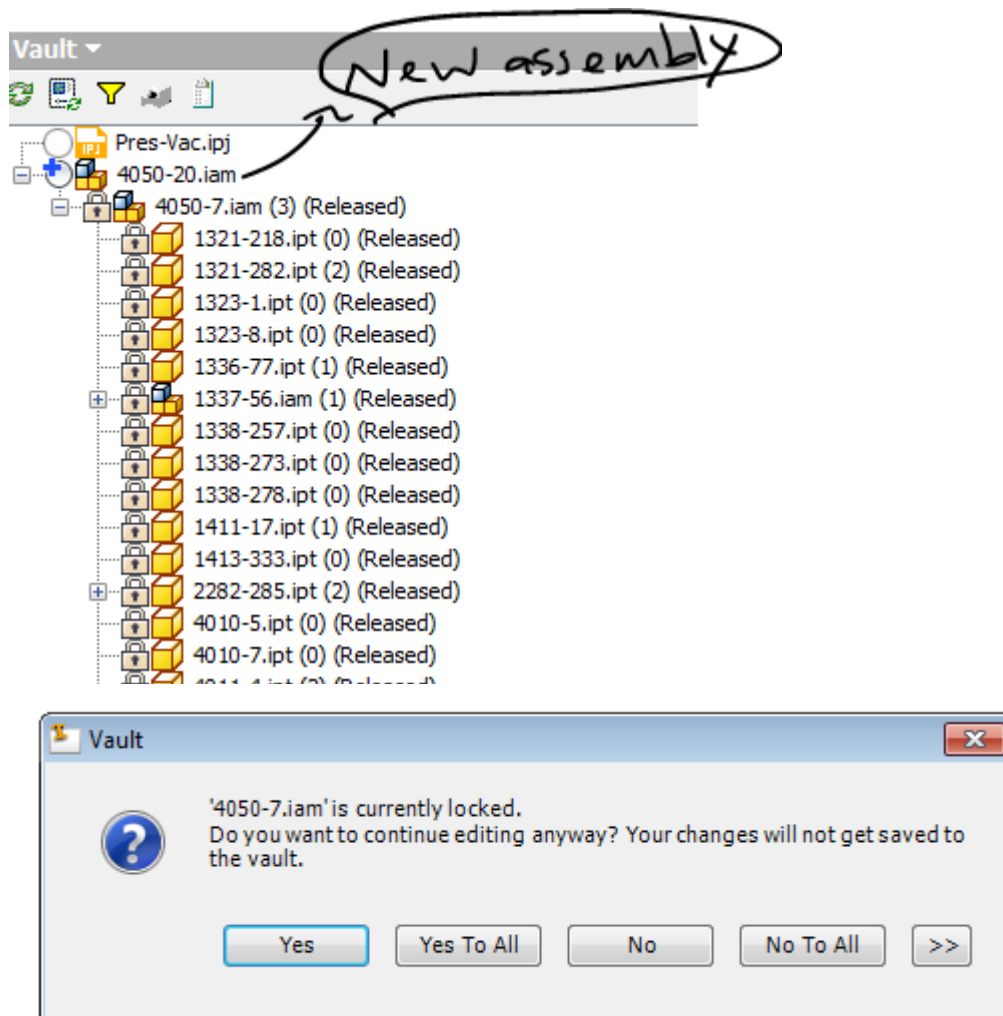 Vault
New assembly
IPJ
Pres-Vac.ipj
4050-20.iam
4050-7.iam (3) (Released)
1321-218.ipt (0) (Released)
1321-282.ipt (2) (Released)
1323-1.ipt (0) (Released)
1323-8.ipt (0) (Released)
1336-77.ipt (1) (Released)
1337-56.iam (1) (Released)
1338-257.ipt (0) (Released)
1338-273.ipt (0) (Released)
1338-278.ipt (0) (Released)
1411-17.ipt (1) (Released)
1413-333.ipt (0) (Released)
2282-285.ipt (2) (Released)
4010-5.ipt (0) (Released)
4010-7.ipt (0) (Released)
Vault
'4050-7.iam' is currently locked.
Do you want to continue editing anyway? Your changes will not get saved to
the vault.
Yes Yes To All No No To All >>